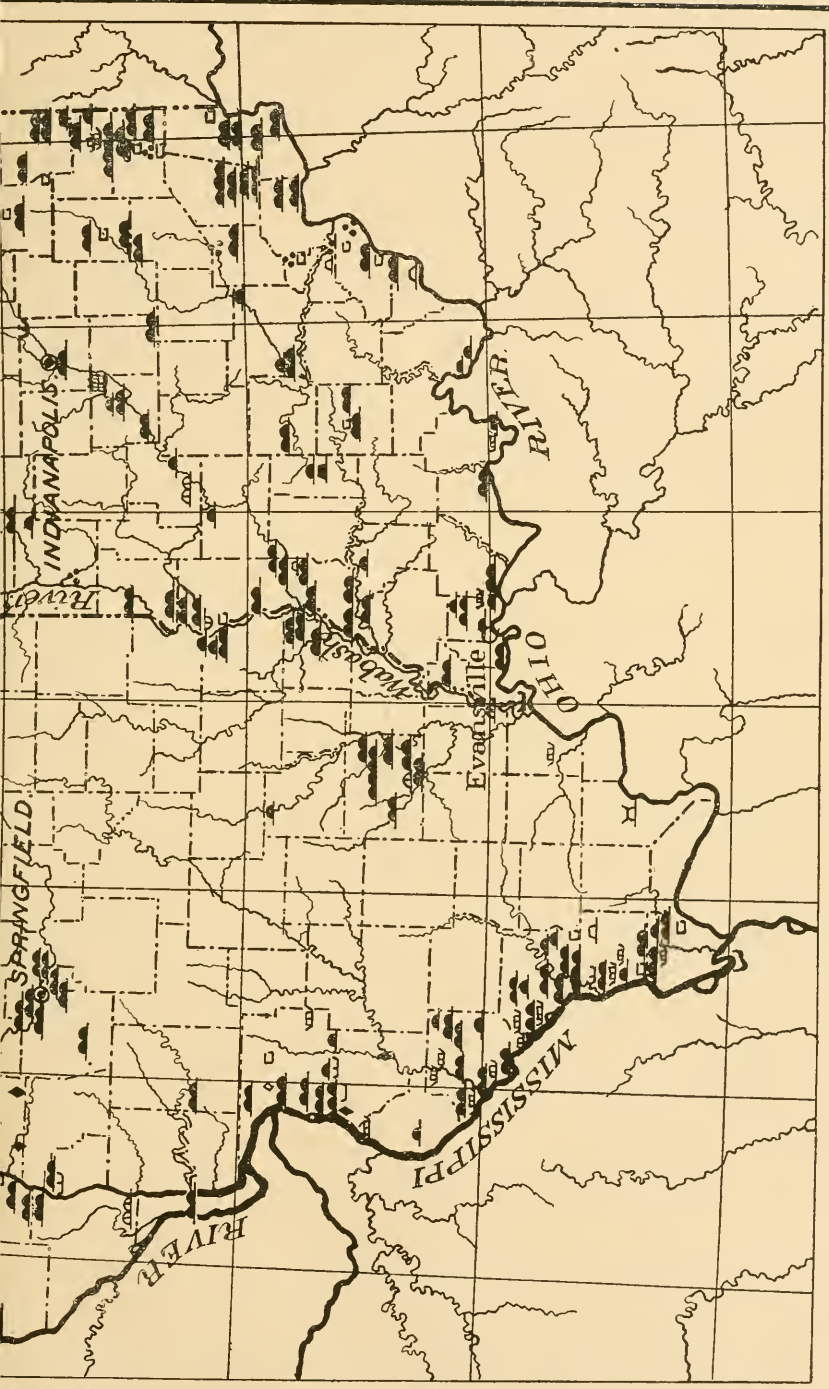 INDIANAPOLIS
River
Wabash
RIVER
OHIO
Evansville
SPRINGFIELD
MISSISSIPPI
RIVER